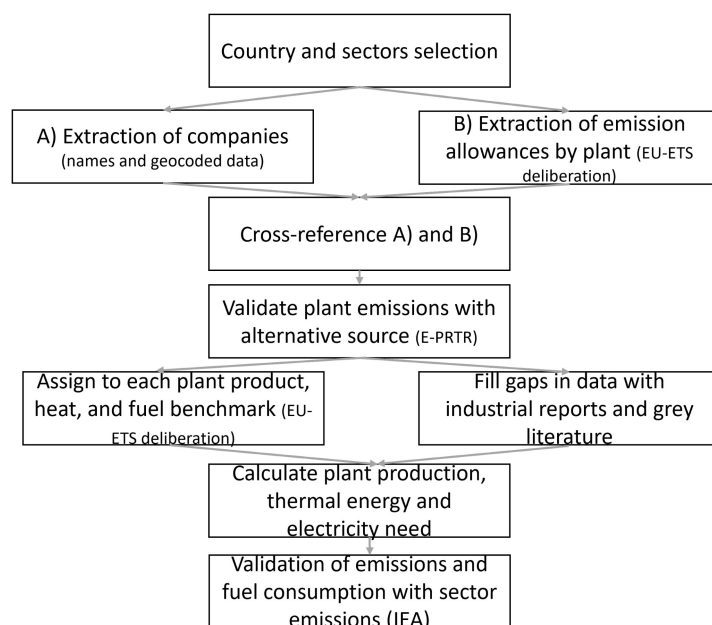 Country and sectors selection
A) Extraction of companies
(names and geocoded data)
B) Extraction of emission
allowances by plant (EU-ETS
deliberation)
Cross-reference A) and B)
Validate plant emissions with
alternative source (E-PRTR)
Assign to each plant product,
heat, and fuel benchmark (EU-
ETS deliberation)
Fill gaps in data with
industrial reports and grey
literature
Calculate plant production,
thermal energy and
electricity need
Validation of emissions and
fuel consumption with sector
emissions (IEA)